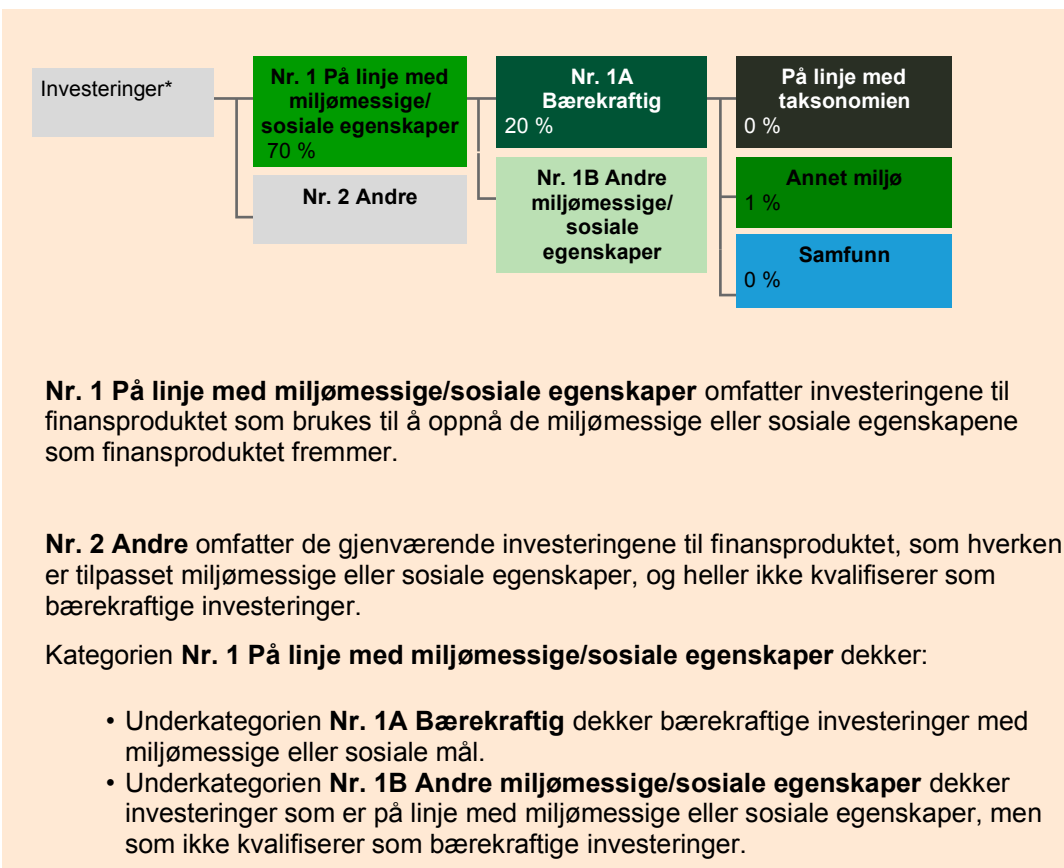 Investeringer*
Nr. 1 På linje med
miljømessige/
sosiale egenskaper
70 %
Nr. 2 Andre
Nr. 1A
Bærekraftig
20 %
Nr. 1B Andre
miljømessige/
sosiale
egenskaper
På linje med
taksonomien
0 %
Annet miljø
1 %
Samfunn
0 %
Nr. 1 På linje med miljømessige/sosiale egenskaper omfatter investeringene til
finansproduktet som brukes til å oppnå de miljømessige eller sosiale egenskapene
som finansproduktet fremmer.
Nr. 2 Andre omfatter de gjenværende investeringene til finansproduktet, som hverken
er tilpasset miljømessige eller sosiale egenskaper, og heller ikke kvalifiserer som
bærekraftige investeringer.
Kategorien Nr. 1 På linje med miljømessige/sosiale egenskaper dekker:
• Underkategorien Nr. 1A Bærekraftig dekker bærekraftige investeringer med
miljømessige eller sosiale mål.
• Underkategorien Nr. 1B Andre miljømessige/sosiale egenskaper dekker
investeringer som er på linje med miljømessige eller sosiale egenskaper, men
som ikke kvalifiserer som bærekraftige investeringer.